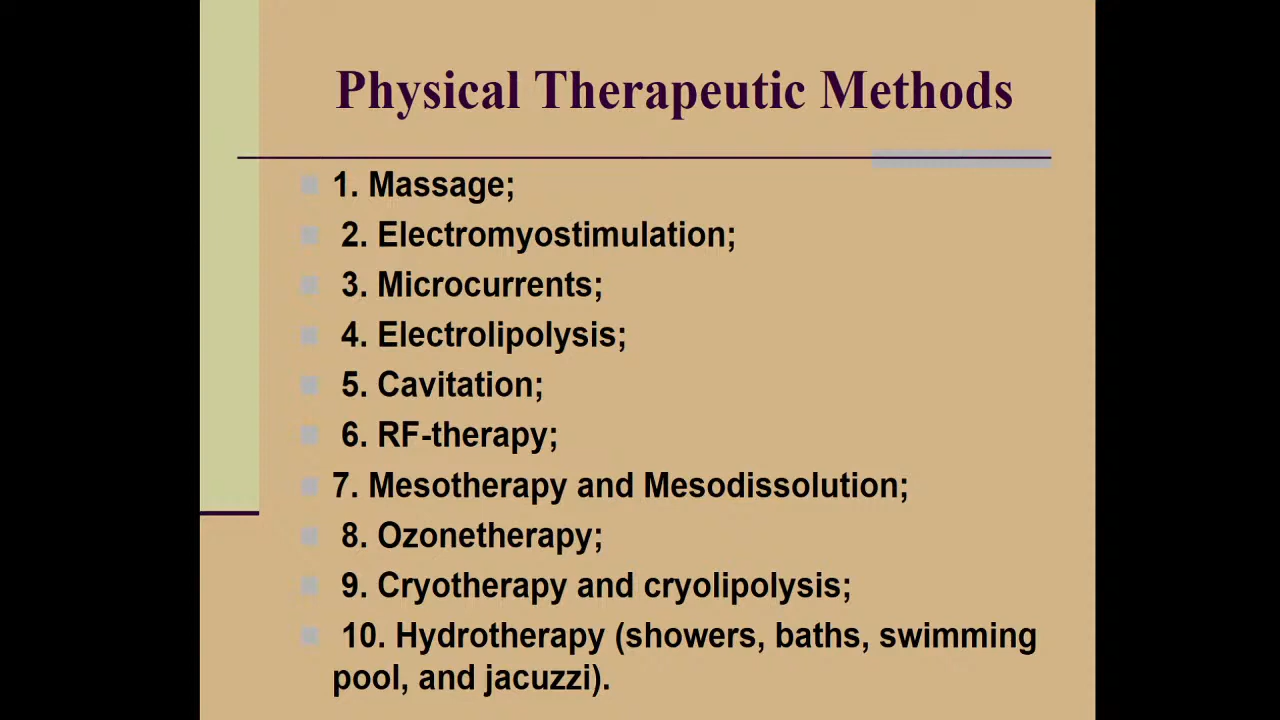 Physical Therapeutic Methods
1. Massage;
2. Electromyostimulation;
3. Microcurrents;
4. Electrolipolysis;
5. Cavitation;
6. RF-therapy;
7. Mesotherapy and Mesodissolution;
8. Ozonetherapy;
9. Cryotherapy and cryolipolysis;
10. Hydrotherapy (showers, baths, swimming
pool, and jacuzzi).